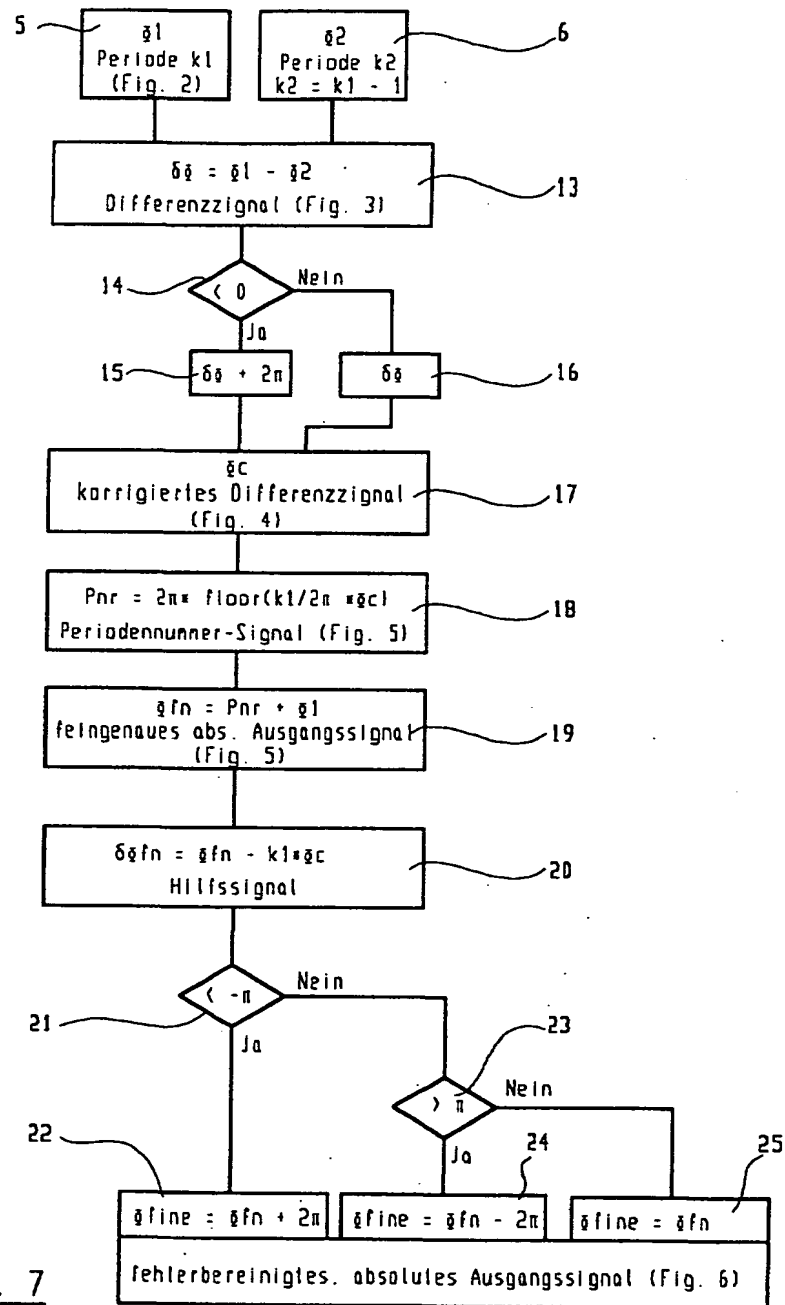 5
Φ1
Periode k1
(Fig. 2)
Φ2
Periode k2
k2 = k1 - 1
6
δΦ = Φ1 - Φ2
Differenzzignal (Fig. 3)
13
14
< 0
Nein
Ja
15
δΦ + 2π
δΦ
16
Φc
korrigiertes Differenzzignal
(Fig. 4)
17
Pnr = 2π* floor(k1/2π *Φc)
Periodennummer-Signal (Fig. 5)
18
Φfn = Pnr + Φ1
feingenaues abs. Ausgangssignal
(Fig. 5)
19
δΦfn = Φfn - k1*Φc
Hilfssignal
20
< -π
Nein
21
Ja
23
> π
Nein
Ja
22
24
25
Φfine = Φfn + 2π
Φfine = Φfn - 2π
Φfine = Φfn
fehlerbereinigtes. absolutes Ausgangssignal (Fig. 6)
7